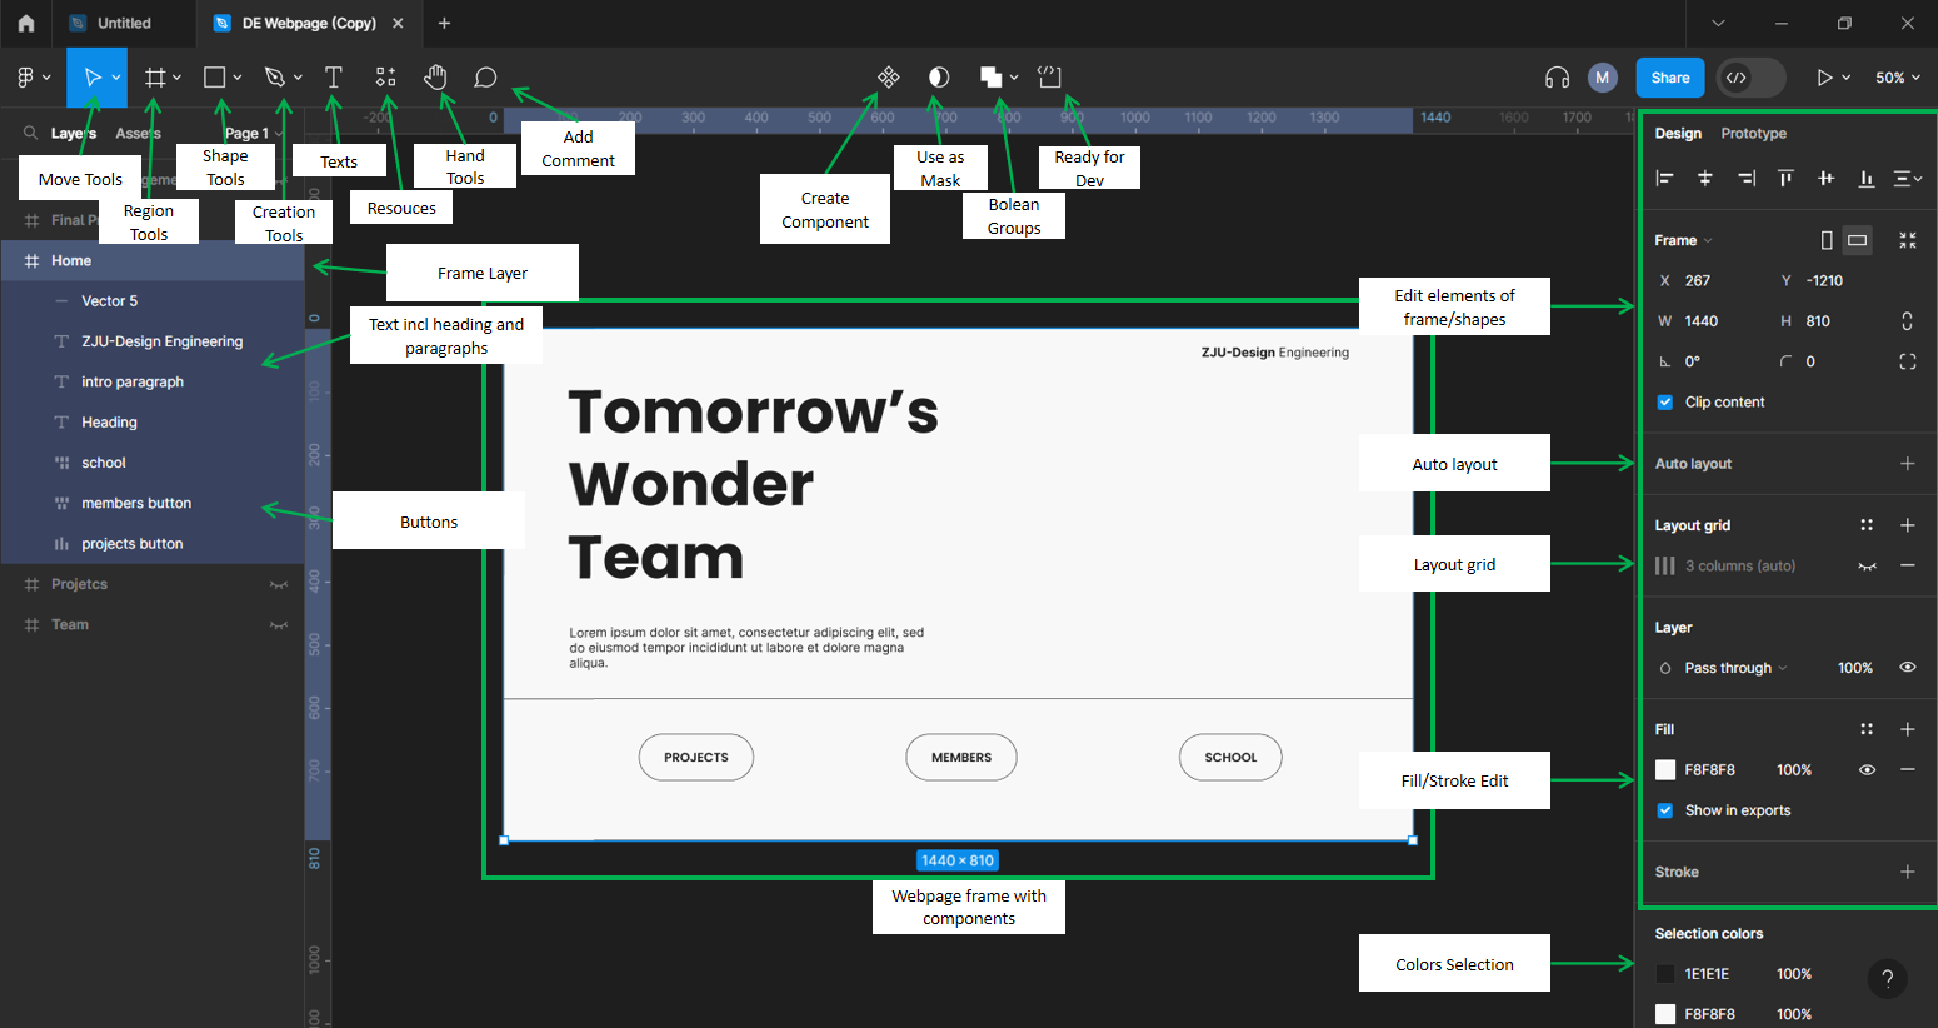 Untitled
DE Webpage (Copy)
M
Share
50%
-200
0
200
300
400
500
600
700
800
900
1000
1100
1200
1300
1440
1600
1700
Layers
Assets
Page 1
Move Tools
Region
Tools
Shape
Tools
Creation
Tools
Texts
Resouces
Hand
Tools
Add
Comment
Create
Component
Use as
Mask
Bolean
Groups
Ready for
Dev
Final P
Home
Vector 5
ZJU-Design Engineering
intro paragraph
Heading
school
members button
projects button
Projetcs
Team
Frame Layer
Text incl heading and
paragraphs
Buttons
0
100
200
300
400
500
600
700
810
1000
ZJU-Design Engineering
Tomorrow’s
Wonder
Team
Lorem ipsum dolor sit amet, consectetur adipiscing elit, sed
do eiusmod tempor incididunt ut labore et dolore magna
aliqua.
PROJECTS
MEMBERS
SCHOOL
1440 × 810
Webpage frame with
components
Edit elements of
frame/shapes
Auto layout
Layout grid
Fill/Stroke Edit
Colors Selection
Design
Prototype
Frame
X 267
Y -1210
W 1440
H 810
0°
0
Clip content
Auto layout
Layout grid
3 columns (auto)
Layer
Pass through
100%
Fill
F8F8F8
100%
Show in exports
Stroke
Selection colors
1E1E1E
100%
?
F8F8F8
100%